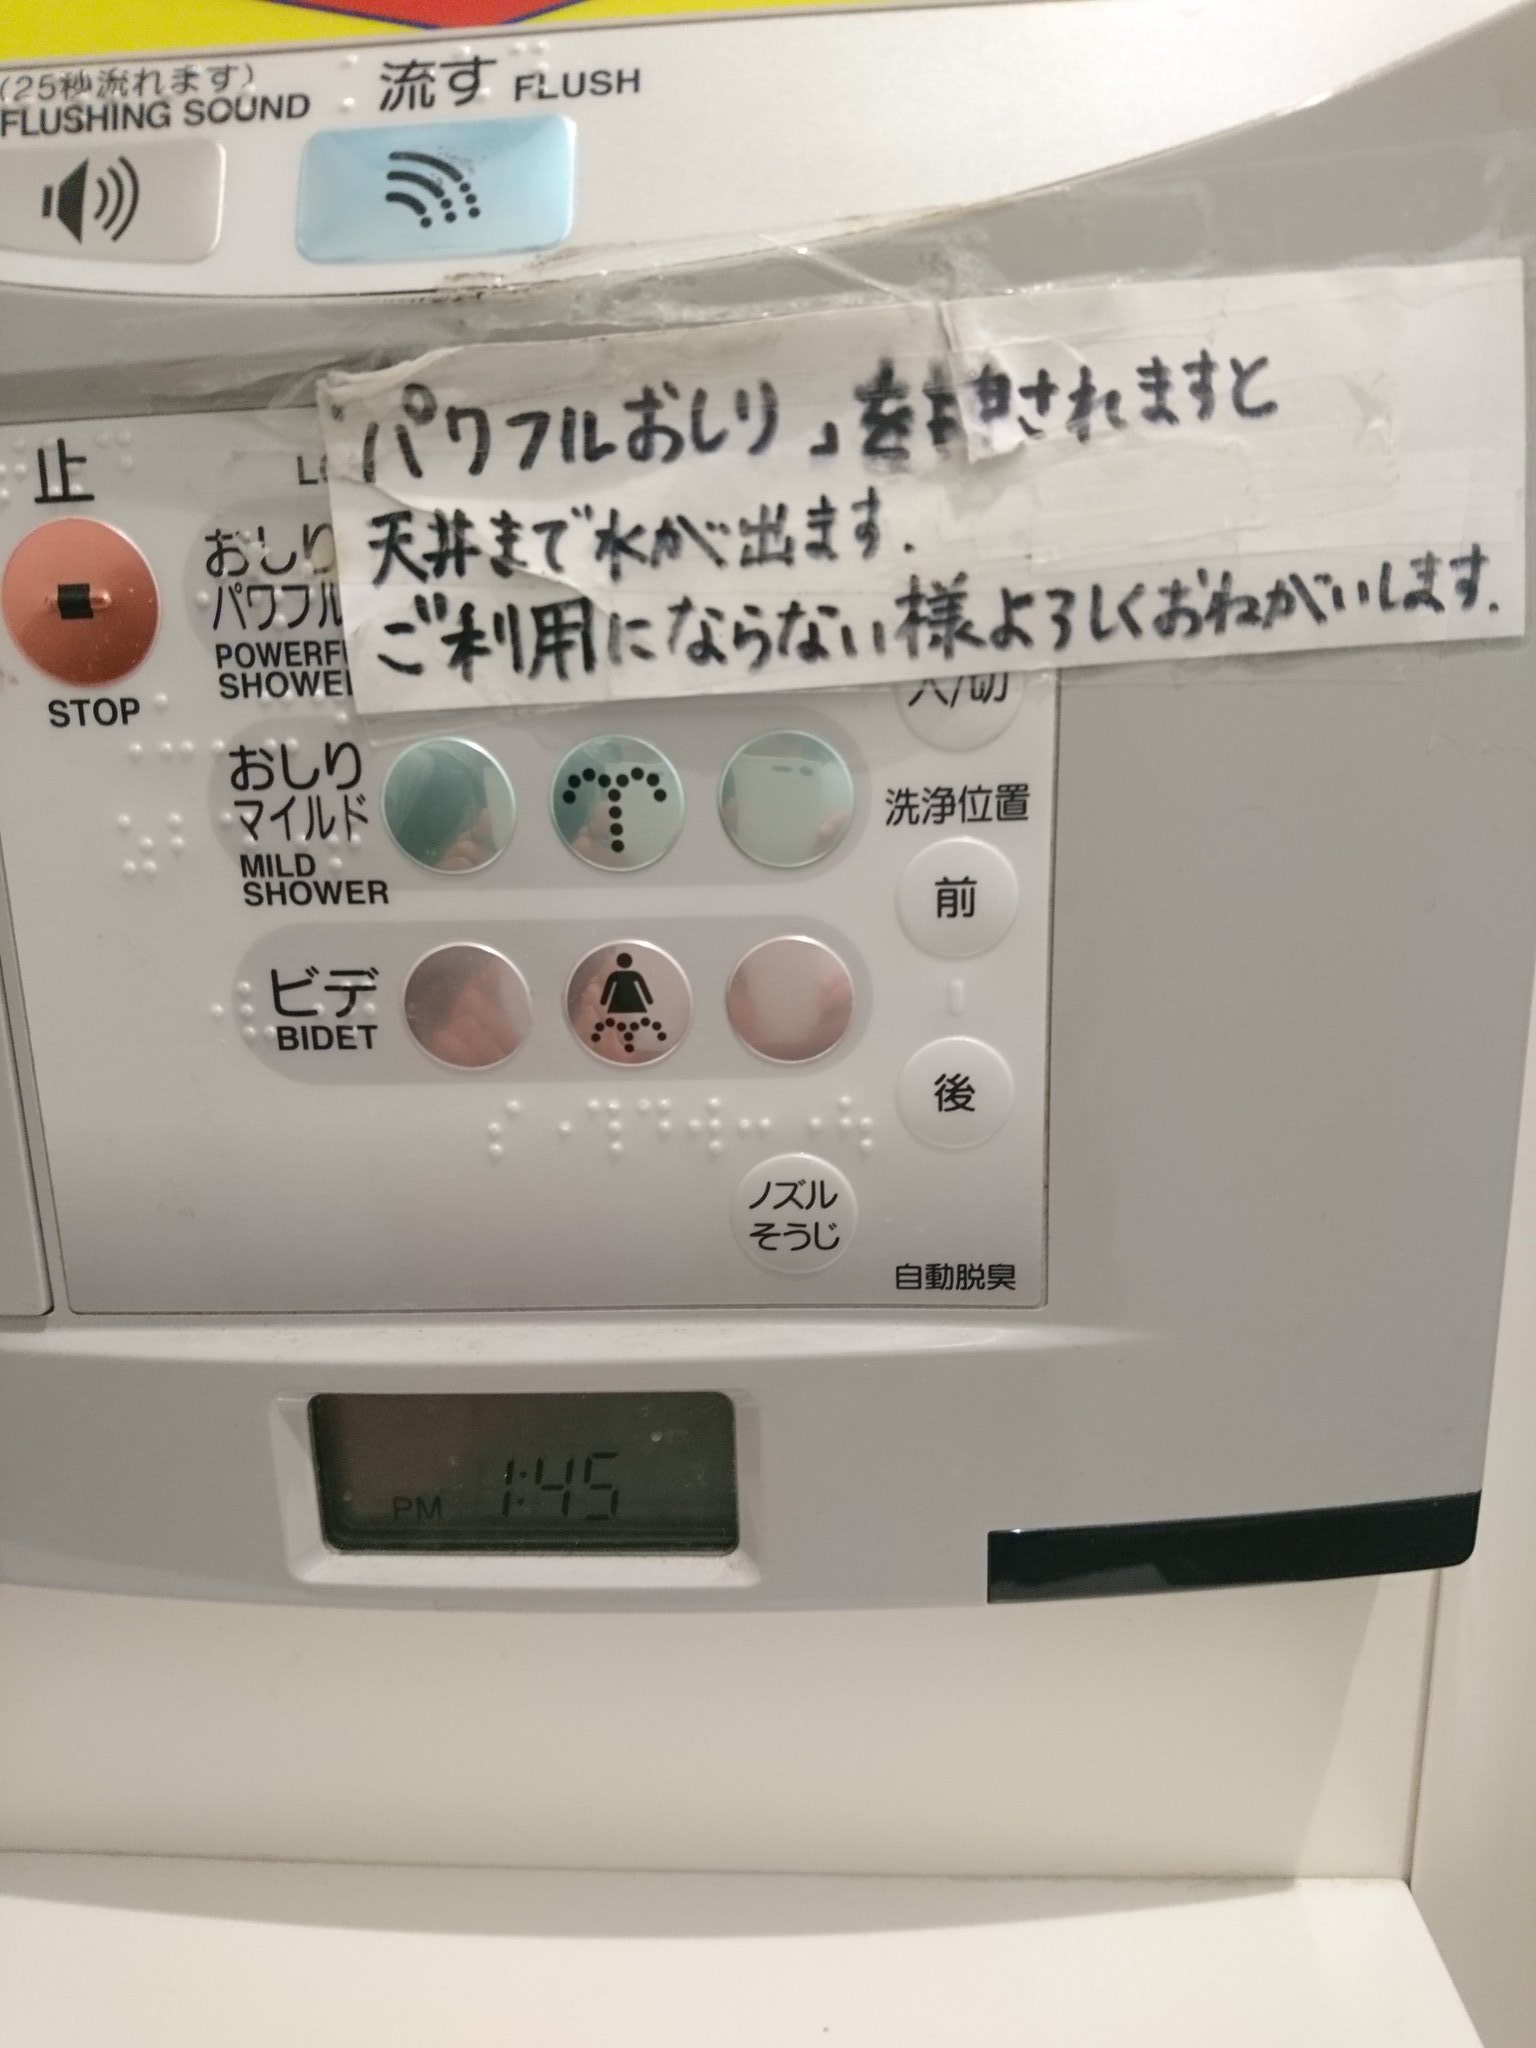 (25秒流れます)
FLUSHING SOUND
流す FLUSH
「パワフルおしり」を押されますと
天井まで水が出ます.
ご利用にならない様よろしくおねがいします.
止
STOP
おしり
パワフル
POWERF
SHOWE
おしり
マイルド
MILD
SHOWER
ビデ
BIDET
入/切
洗浄位置
前
後
ノズル
そうじ
自動脱臭
PM 1:45